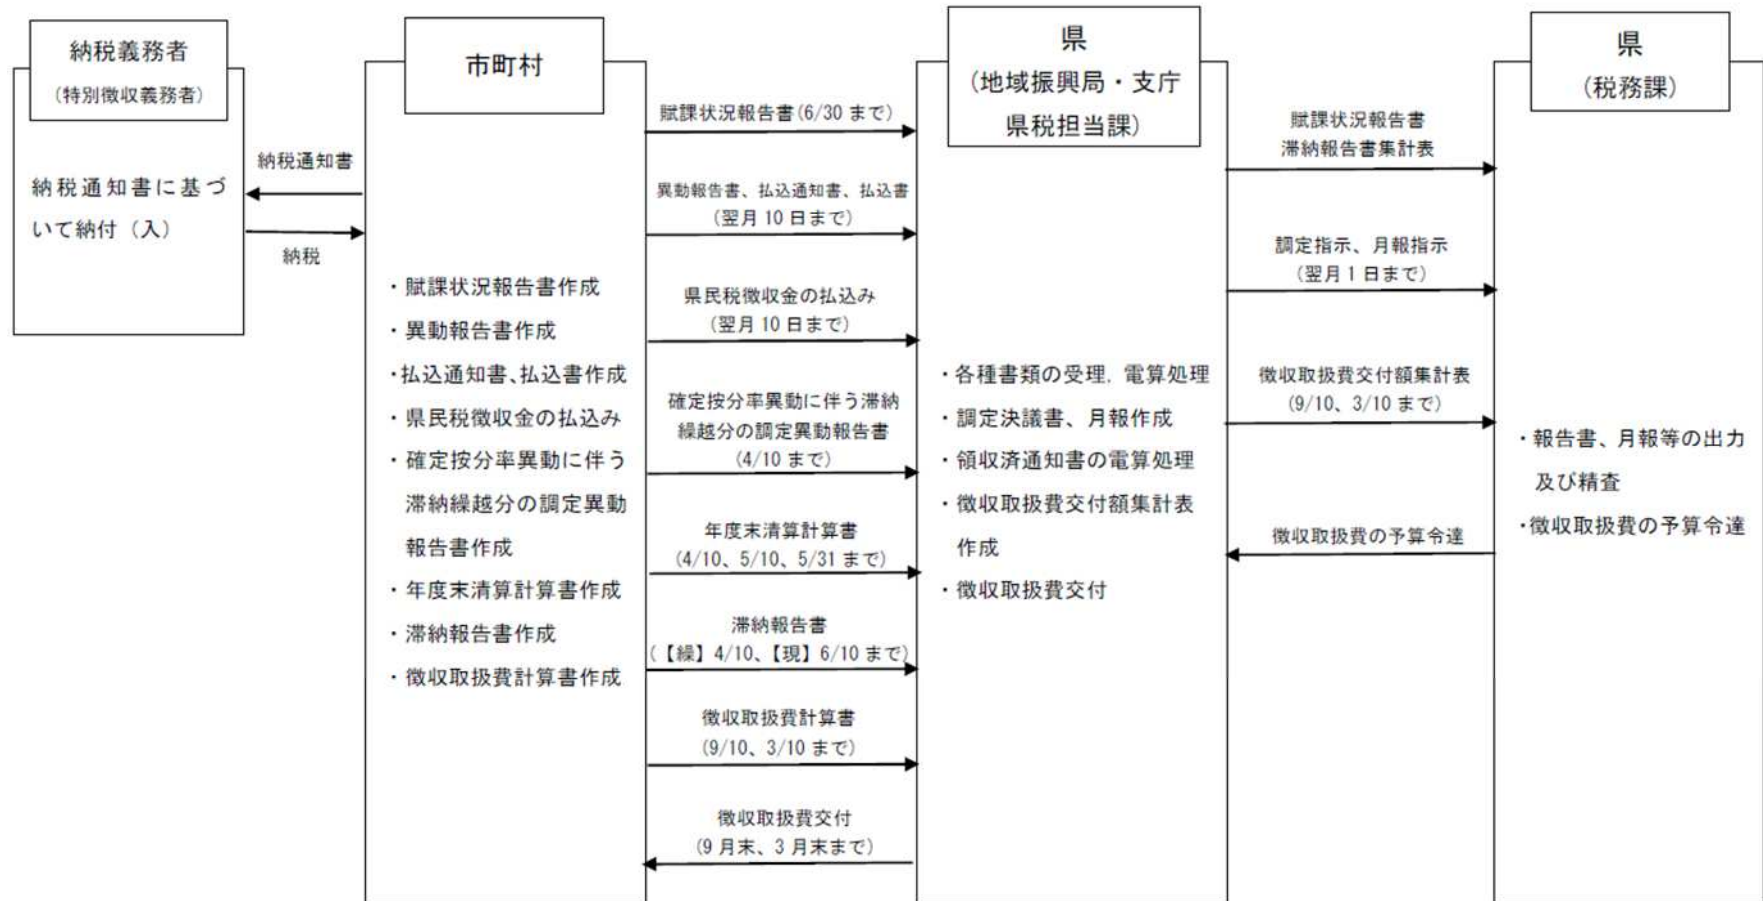 納税義務者
(特別徴収義務者)
納税通知書に基づ
いて納付（入）
納税通知書
納税
市町村
・賦課状況報告書作成
・異動報告書作成
・払込通知書、払込書作成
・県民税徴収金の払込み
・確定按分率異動に伴う
滞納繰越分の調定異動
報告書作成
・年度末清算計算書作成
・滞納報告書作成
・徴収取扱費計算書作成
賦課状況報告書(6/30 まで)
異動報告書、払込通知書、払込書
(翌月 10 日まで)
県民税徴収金の払込み
(翌月 10 日まで)
確定按分率異動に伴う滞納
繰越分の調定異動報告書
(4/10 まで)
年度末清算計算書
(4/10、5/10、5/31 まで)
滞納報告書
(【繰】4/10、【現】6/10 まで)
徴収取扱費計算書
(9/10、3/10 まで)
徴収取扱費交付
(9 月末、3 月末まで)
県
(地域振興局・支庁
県税担当課)
・各種書類の受理，電算処理
・調定決議書、月報作成
・領収済通知書の電算処理
・徴収取扱費交付額集計表
作成
・徴収取扱費交付
賦課状況報告書
滞納報告書集計表
調定指示、月報指示
(翌月 1 日まで)
徴収取扱費交付額集計表
(9/10、3/10 まで)
徴収取扱費の予算令達
県
(税務課)
・報告書、月報等の出力
及び精査
・徴収取扱費の予算令達